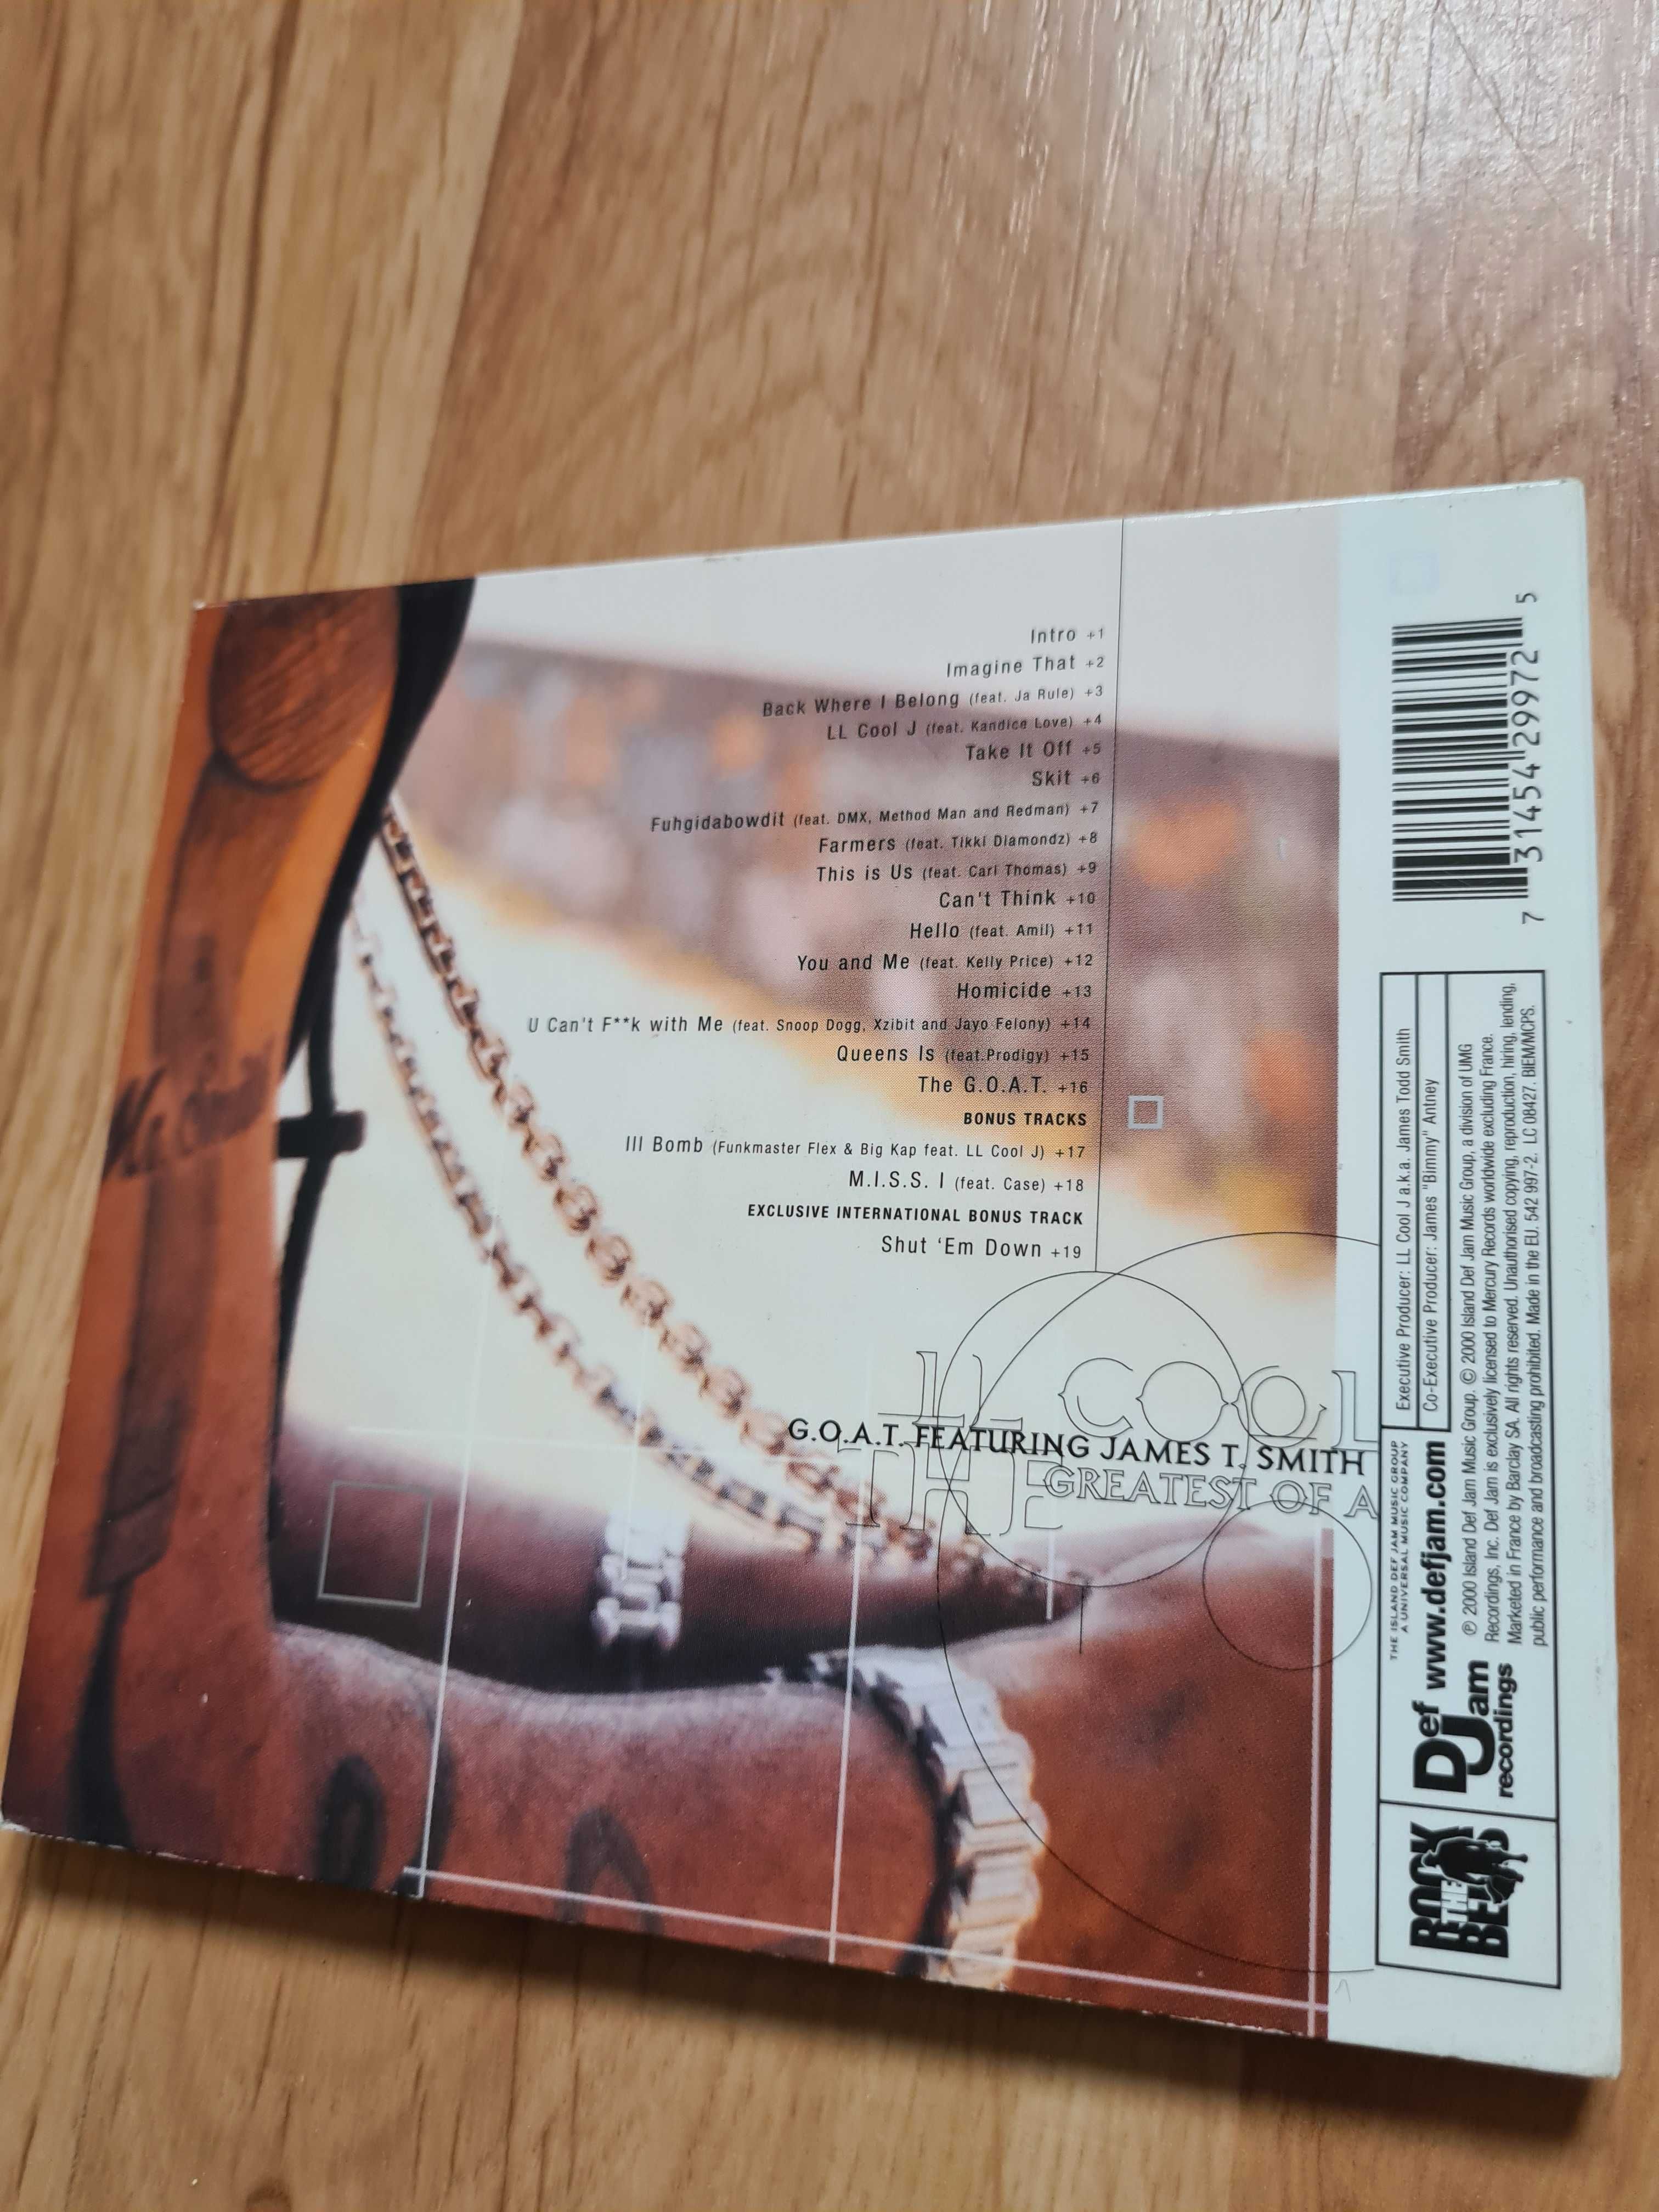 Intro +1
Imagine That +2
Back Where I Belong (feat. Ja Rule) +3
LL Cool J (feat. Kandice Love) +4
Take It Off +5
Skit +6
Fuhgidabowdit (feat. DMX, Method Man and Redman) +7
Farmers (feat. Tikki Diamondz) +8
This is Us (feat. Carl Thomas) +9
Can't Think +10
Hello (feat. Amil) +11
You and Me (feat. Kelly Price) +12
Homicide +13
U Can't F**k with Me (feat. Snoop Dogg, Xzibit and Jayo Felony) +14
Queens Is (feat.Prodigy) +15
The G.O.A.T. +16
BONUS TRACKS
Ill Bomb (Funkmaster Flex & Big Kap feat. LL Cool J) +17
M.I.S.S. I (feat. Case) +18
EXCLUSIVE INTERNATIONAL BONUS TRACK
Shut 'Em Down +19
LL COOL
G.O.A.T. FEATURING JAMES T. SMITH
THE
GREATEST OF A
7 31454 29972 5
Executive Producer: LL Cool J a.k.a. James Todd Smith
Co-Executive Producer: James "Bimmy" Antney
THE ISLAND DEF JAM MUSIC GROUP
A UNIVERSAL MUSIC COMPANY
www.defjam.com
℗ 2000 Island Def Jam Music Group. © 2000 Island Def Jam Music Group, a division of UMG
Recordings, Inc. Def Jam is exclusively licensed to Mercury Records worldwide excluding France.
Marketed in France by Barclay SA. All rights reserved. Unauthorised copying, reproduction, hiring, lending,
public performance and broadcasting prohibited. Made in the EU. 542 997-2. LC 08427. BIEM/MCPS.
Def
Jam
recordings
ROCK
THE
BELLS